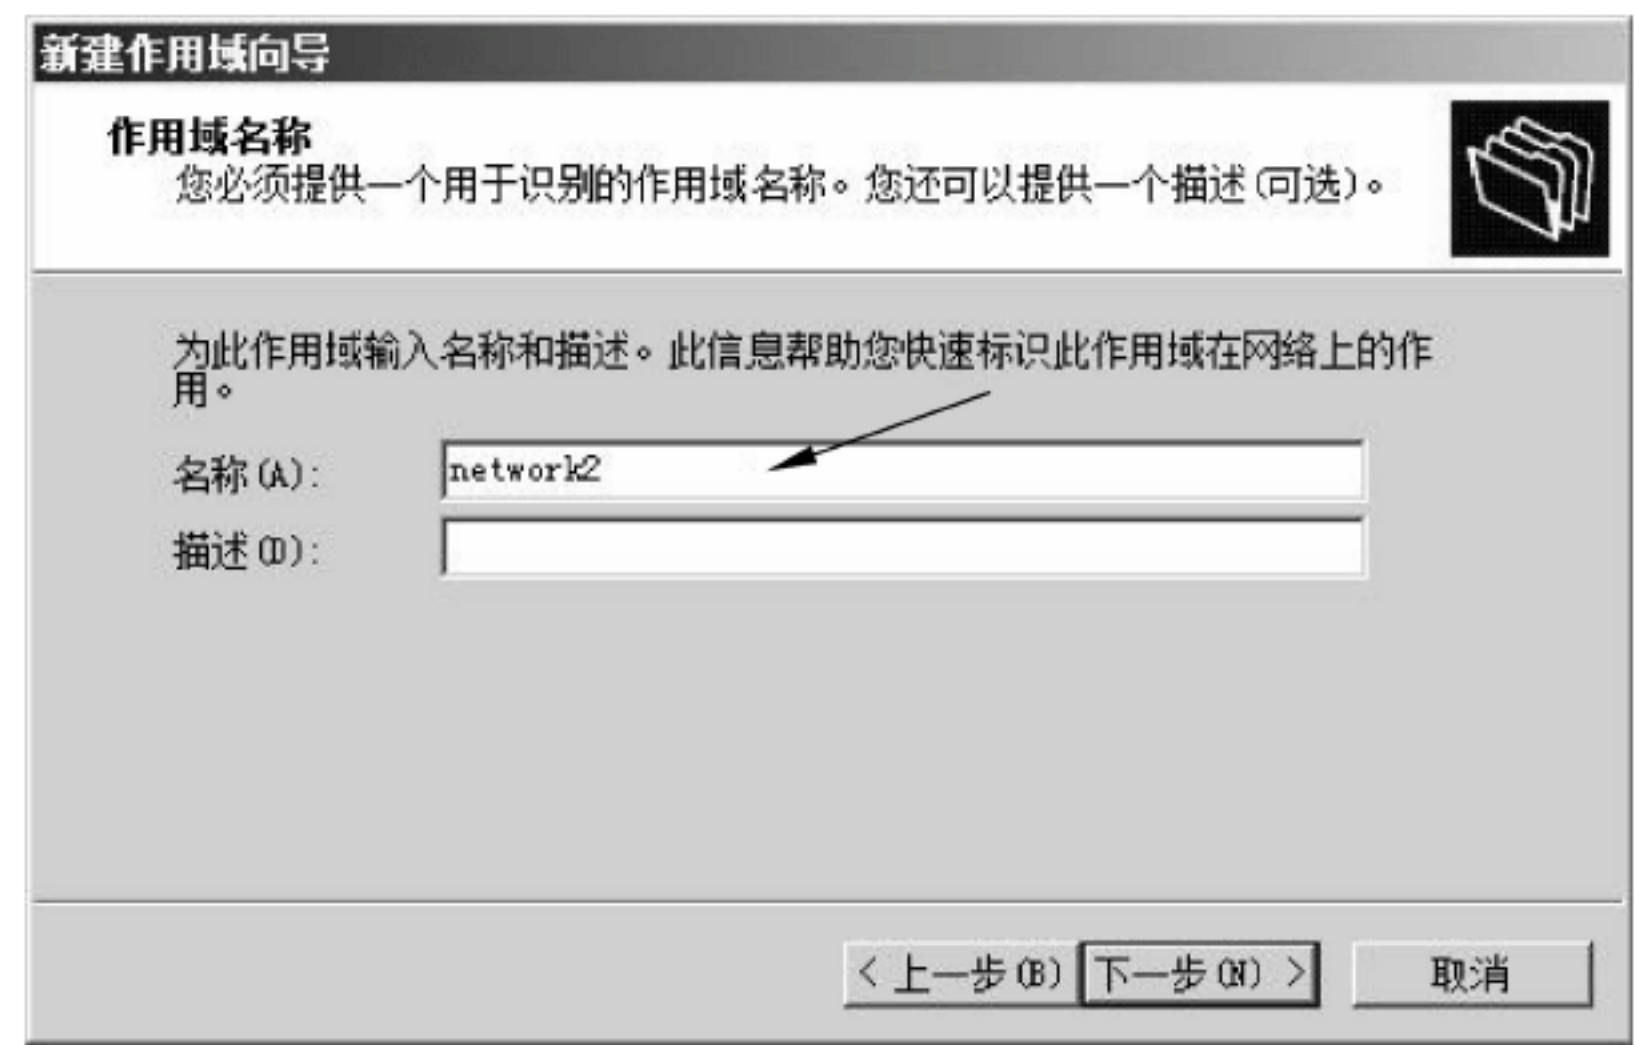 新建作用域向导
作用域名称
您必须提供一个用于识别的作用域名称。您还可以提供一个描述(可选)。
为此作用域输入名称和描述。此信息帮助您快速标识此作用域在网络上的作
用。
名称(A):
network2
描述(D):
<上一步(B)
下一步(N) >
取消